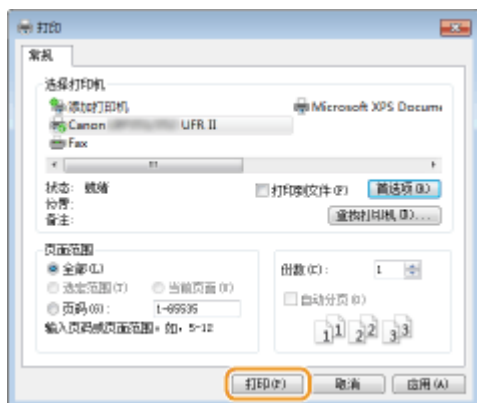 打印
常规
选择打印机
添加打印机
Microsoft XPS Docume
Canon UFR II
Fax
状态: 就绪
打印到文件(F)
首选项(R)
位置:
查找打印机(D)...
备注:
页面范围
全部(L)
份数(C): 1
选定范围(T)
当前页面(U)
自动分页(O)
页码(G): 1-65535
输入页码或页面范围。如，5-12
11 22 33
打印(P)
取消
应用(A)